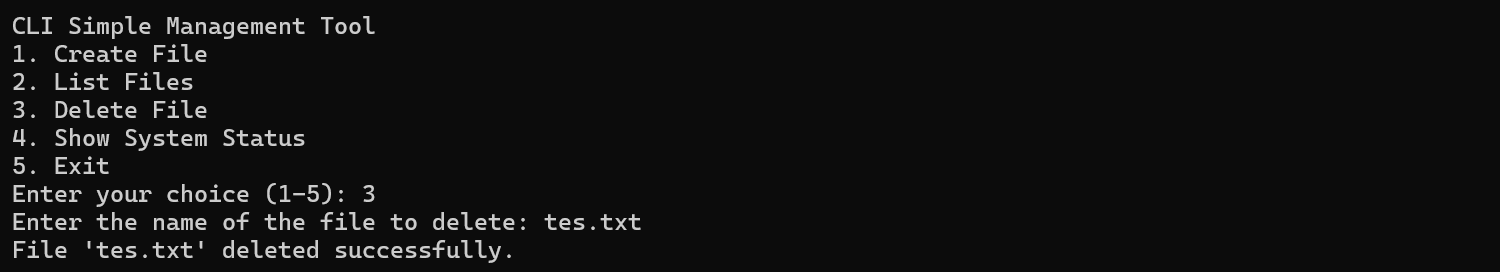 CLI Simple Management Tool
1. Create File
2. List Files
3. Delete File
4. Show System Status
5. Exit
Enter your choice (1-5): 3
Enter the name of the file to delete: tes.txt
File 'tes.txt' deleted successfully.